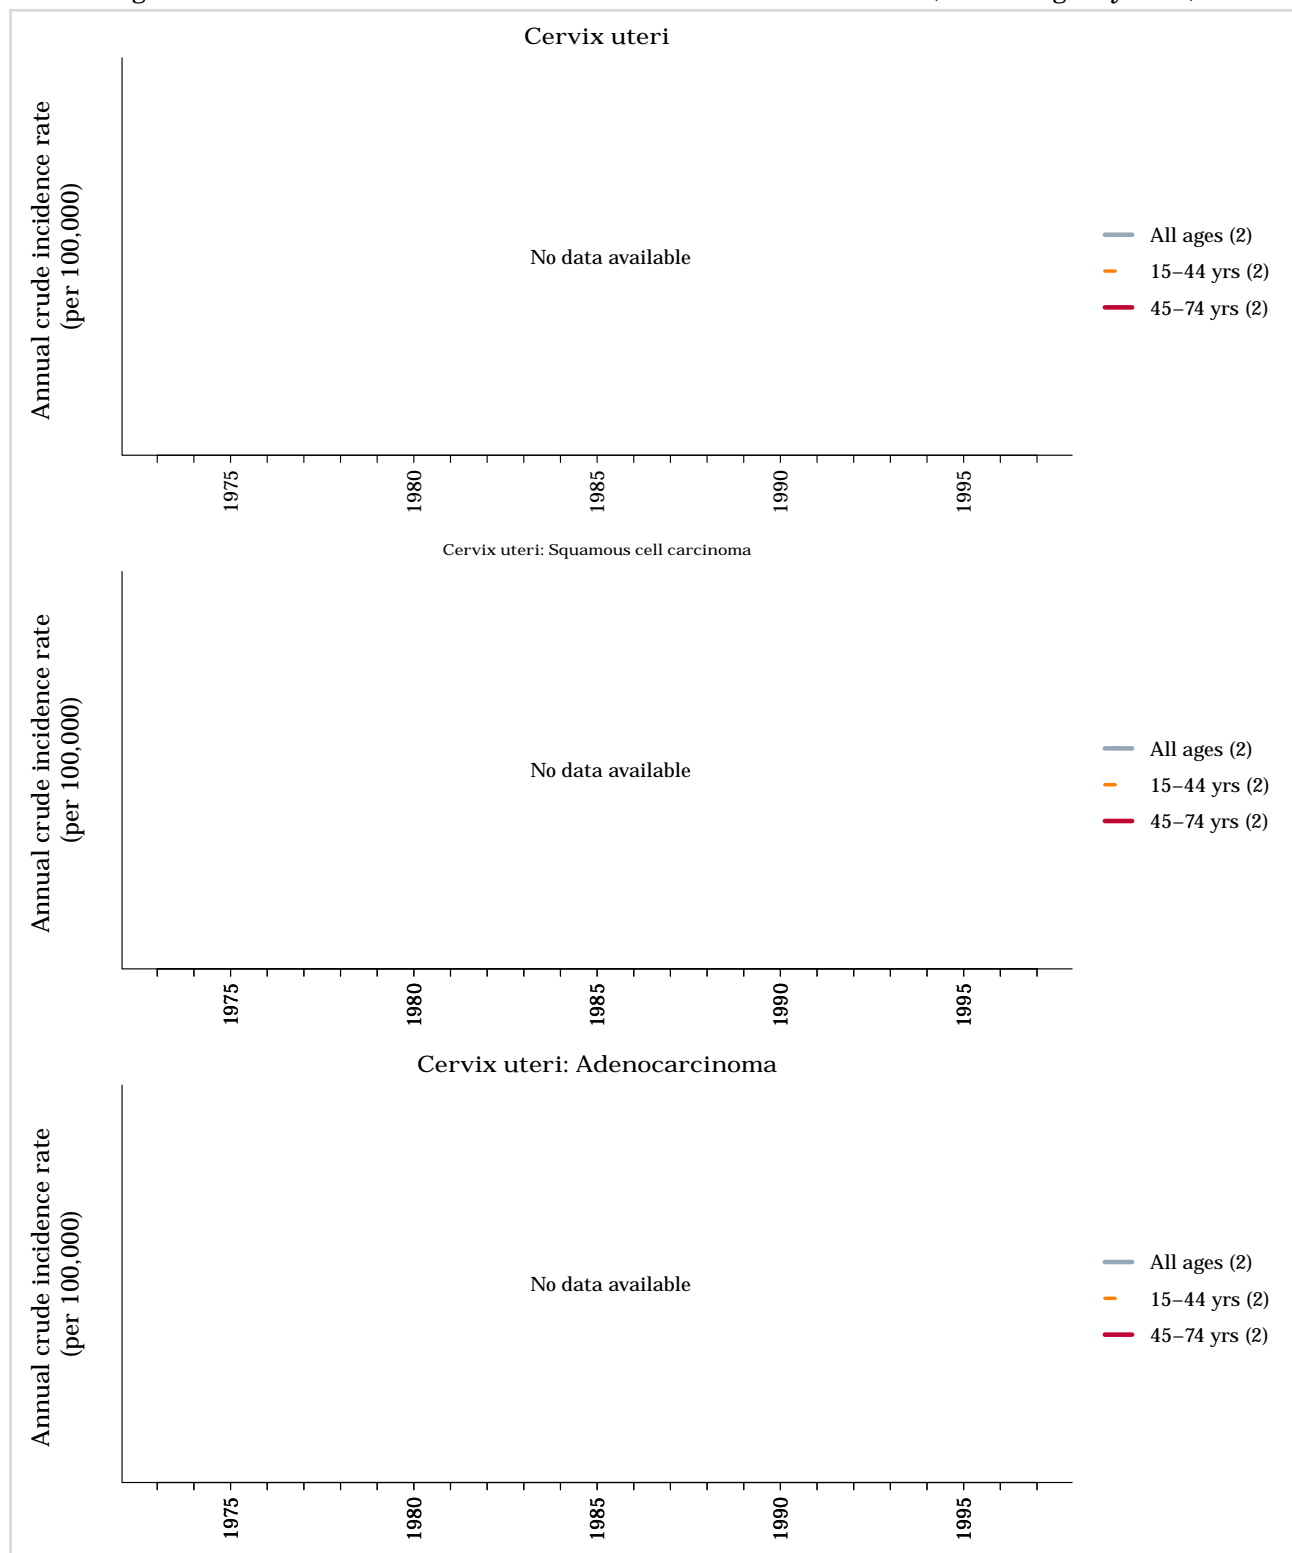 Cervix uteri
Annual crude incidence rate
(per 100,000)
No data available
All ages (2)
15–44 yrs (2)
45–74 yrs (2)
1975
1980
1985
1990
1995
Cervix uteri: Squamous cell carcinoma
Annual crude incidence rate
(per 100,000)
No data available
All ages (2)
15–44 yrs (2)
45–74 yrs (2)
1975
1980
1985
1990
1995
Cervix uteri: Adenocarcinoma
Annual crude incidence rate
(per 100,000)
No data available
All ages (2)
15–44 yrs (2)
45–74 yrs (2)
1975
1980
1985
1990
1995